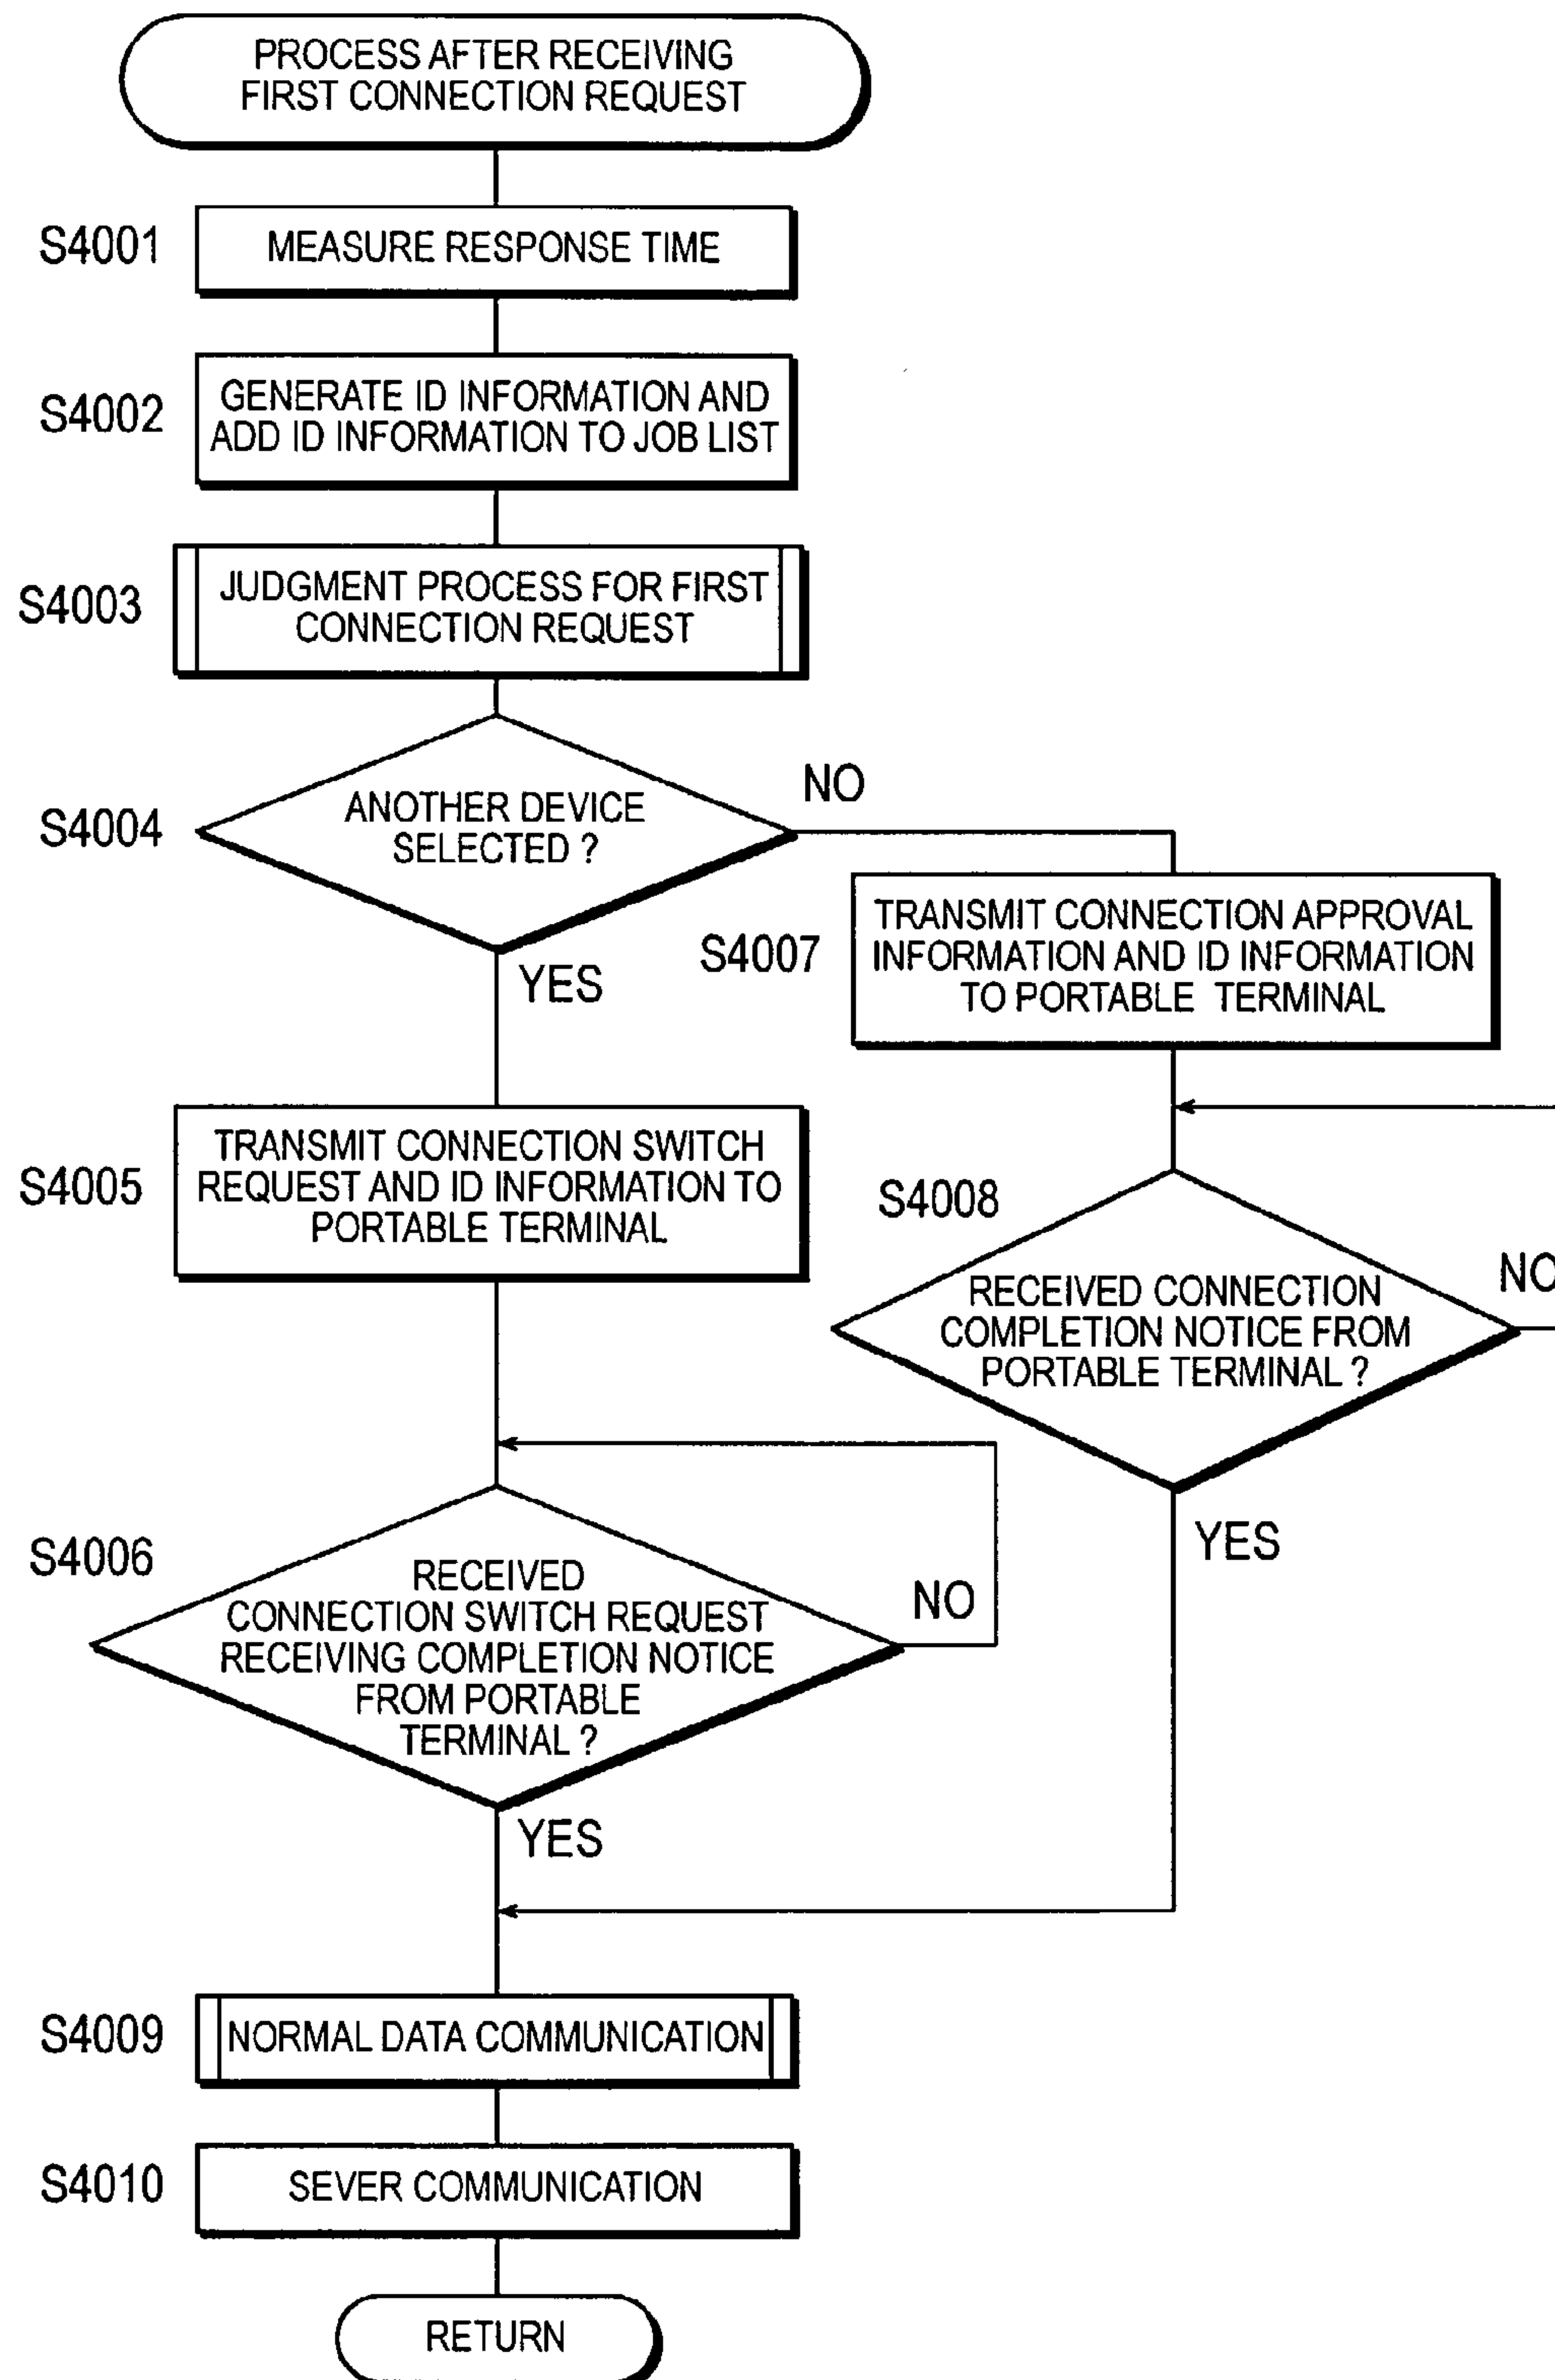 PROCESS AFTER RECEIVING
FIRST CONNECTION REQUEST
S4001
MEASURE RESPONSE TIME
S4002
GENERATE ID INFORMATION AND
ADD ID INFORMATION TO JOB LIST
S4003
JUDGMENT PROCESS FOR FIRST
CONNECTION REQUEST
S4004
ANOTHER DEVICE
SELECTED ?
NO
YES
S4007
TRANSMIT CONNECTION APPROVAL
INFORMATION AND ID INFORMATION
TO PORTABLE TERMINAL
S4005
TRANSMIT CONNECTION SWITCH
REQUEST AND ID INFORMATION TO
PORTABLE TERMINAL
S4008
RECEIVED CONNECTION
COMPLETION NOTICE FROM
PORTABLE TERMINAL ?
NO
YES
S4006
RECEIVED
CONNECTION SWITCH REQUEST
RECEIVING COMPLETION NOTICE
FROM PORTABLE
TERMINAL ?
NO
YES
S4009
NORMAL DATA COMMUNICATION
S4010
SEVER COMMUNICATION
RETURN